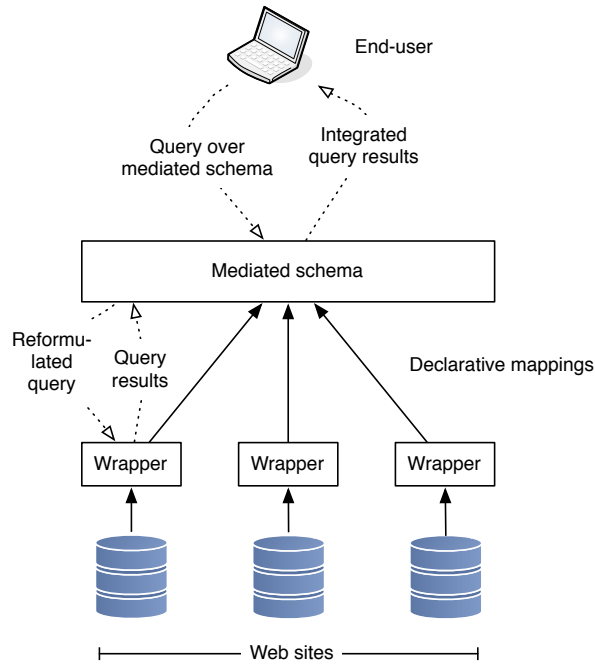 End-user
Query over
mediated schema
Integrated
query results
Mediated schema
Reformu-
lated
query
Query
results
Declarative mappings
Wrapper
Wrapper
Wrapper
Web sites